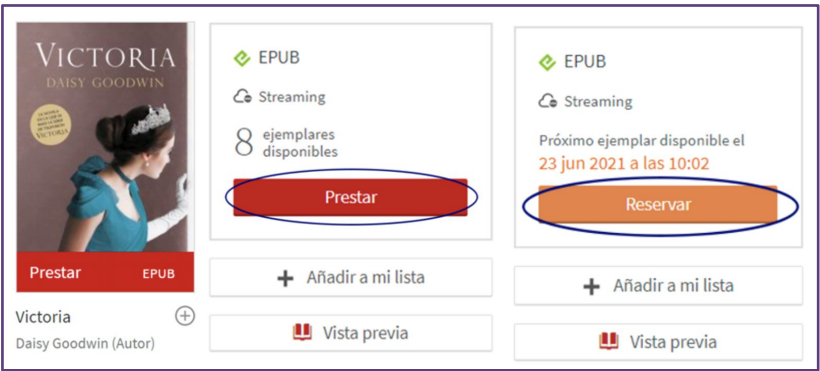 VICTORIA
DAISY GOODWIN
VICTORIA
Prestar EPUB
Victoria
Daisy Goodwin (Autor)
EPUB
Streaming
8 ejemplares
disponibles
Prestar
Añadir a mi lista
Vista previa
EPUB
Streaming
Próximo ejemplar disponible el
23 jun 2021 a las 10:02
Reservar
Añadir a mi lista
Vista previa